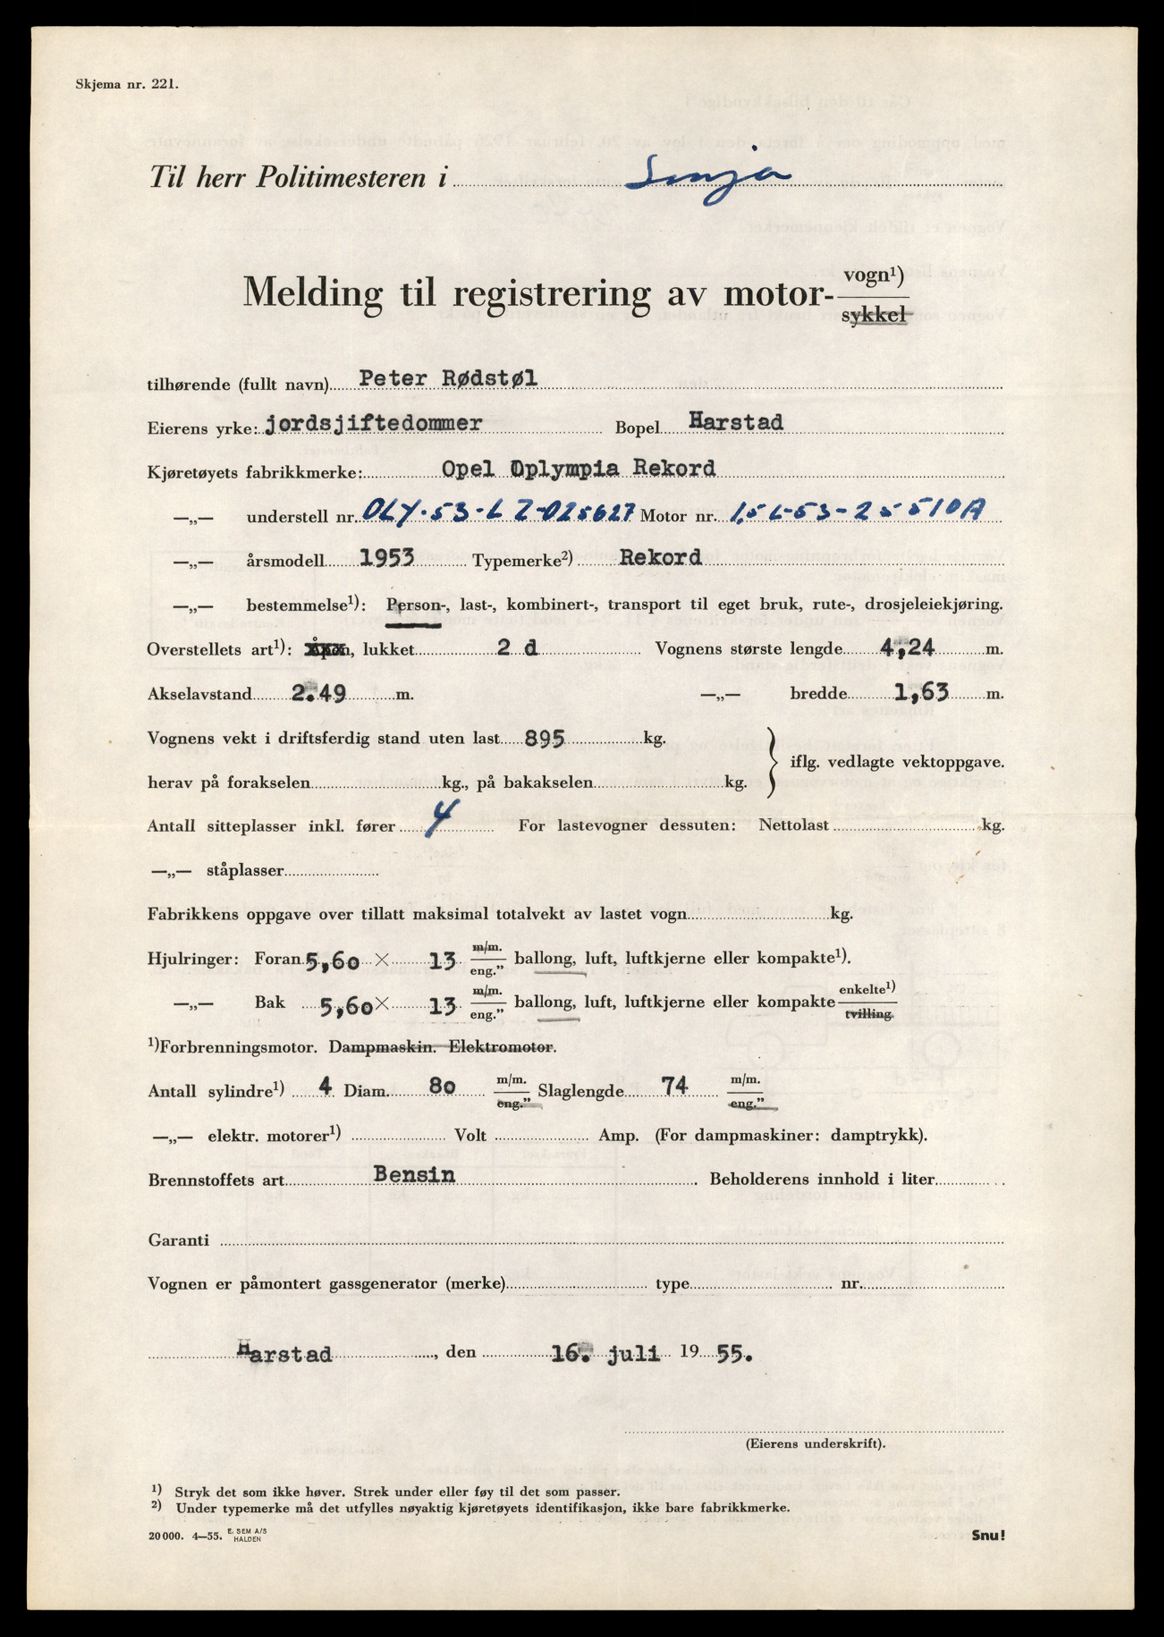 Skjema nr. 221.
Til herr Politimesteren i Senja
Melding til registrering av motor- vogn¹)
sykkel
tilhørende (fullt navn) Peter Rødstøl
Eierens yrke: jordsjiftedommer Bopel Harstad
Kjøretøyets fabrikkmerke: Opel Oplympia Rekord
—„— understell nr. OLY-53-LZ-025627 Motor nr. 1,5L-53-25510A
—„— årsmodell 1953 Typemerke²) Rekord
—„— bestemmelse¹): Person-, last-, kombinert-, transport til eget bruk, rute-, drosjeleiekjøring.
Overstellets art¹): Åpen, lukket 2 d Vognens største lengde 4,24 m.
Akselavstand 2.49 m. —„— bredde 1,63 m.
Vognens vekt i driftsferdig stand uten last 895 kg.
iflg. vedlagte vektoppgave.
herav på forakselen kg., på bakakselen kg.
Antall sitteplasser inkl. fører 4 For lastevogner dessuten: Nettolast kg.
—„— ståplasser
Fabrikkens oppgave over tillatt maksimal totalvekt av lastet vogn kg.
Hjulringer: Foran 5,60 × 13 m/m. eng.” ballong, luft, luftkjerne eller kompakte¹).
—„— Bak 5,60 × 13 m/m. eng.” ballong, luft, luftkjerne eller kompakte enkelte¹) tvilling.
¹)Forbrenningsmotor. Dampmaskin. Elektromotor.
Antall sylindre¹) 4 Diam. 80 m/m. eng.” Slaglengde 74 m/m. eng.”
—„— elektr. motorer¹) Volt Amp. (For dampmaskiner: damptrykk).
Brennstoffets art Bensin Beholderens innhold i liter
Garanti
Vognen er påmontert gassgenerator (merke) type nr.
Harstad, den 16. juli 1955.
(Eierens underskrift).
¹) Stryk det som ikke høver. Strek under eller føy til det som passer.
²) Under typemerke må det utfylles nøyaktig kjøretøyets identifikasjon, ikke bare fabrikkmerke.
20 000. 4—55. E. SEM A/S HALDEN
Snu!